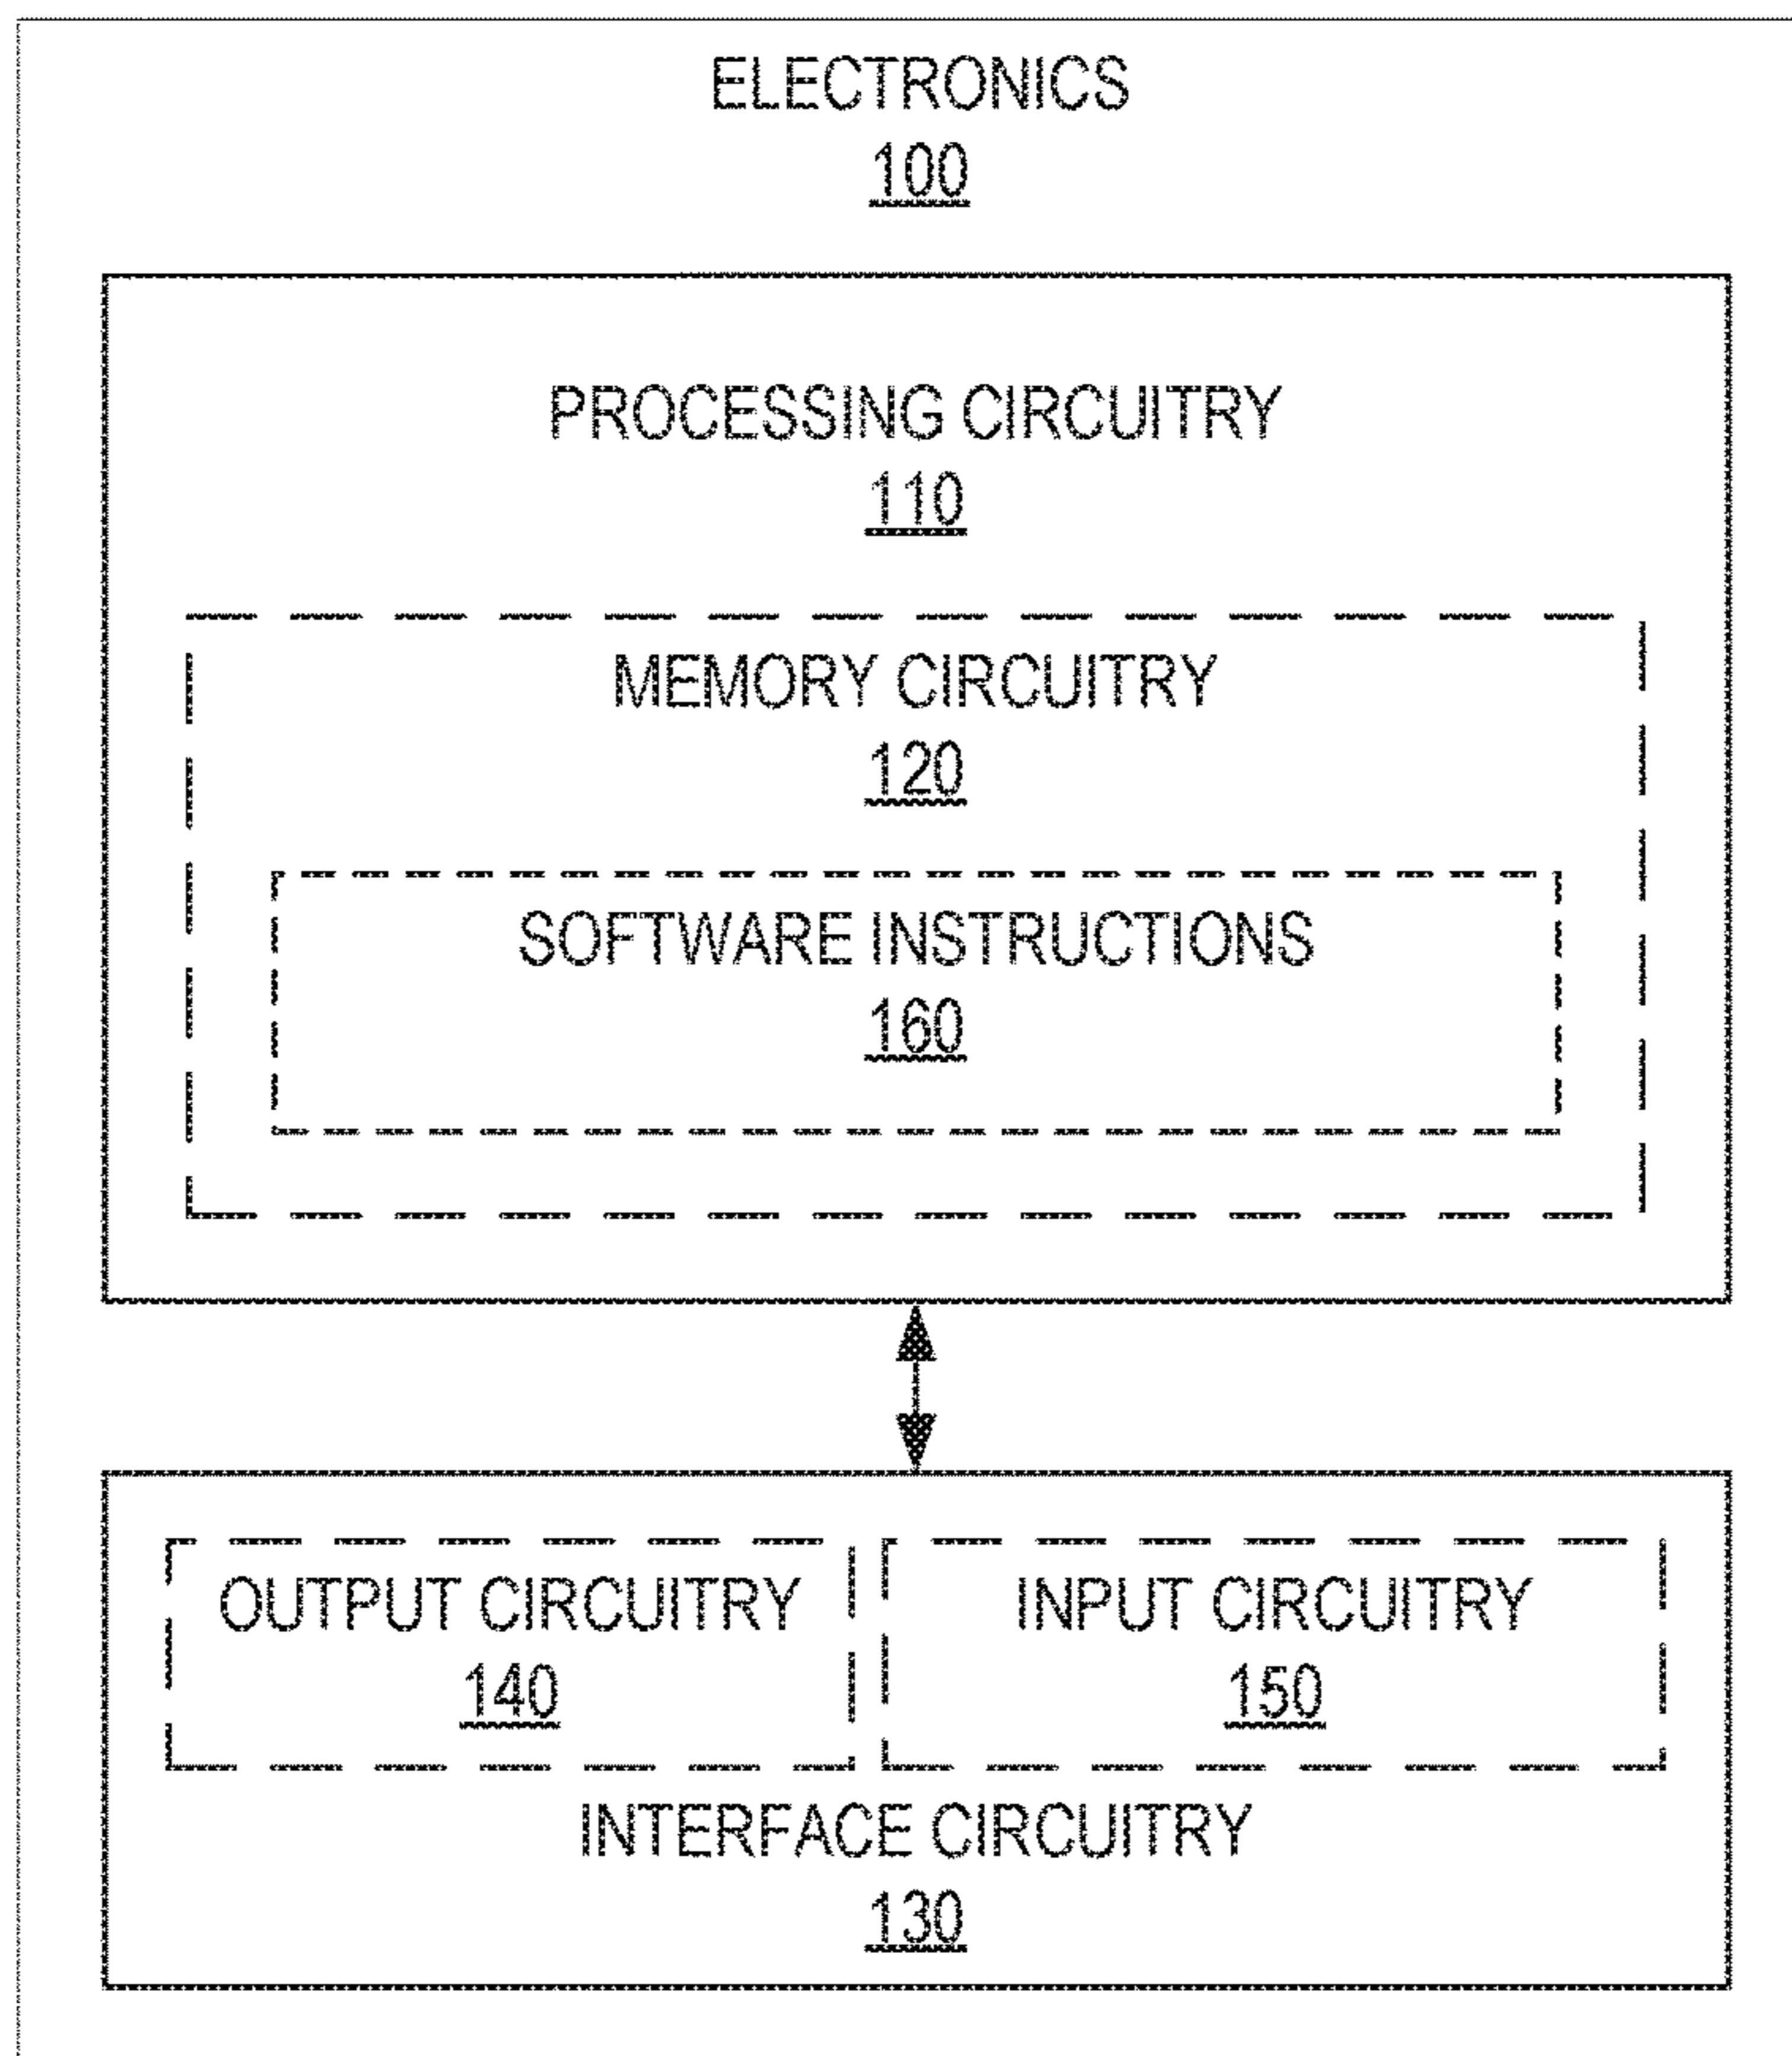 ELECTRONICS
100
PROCESSING CIRCUITRY
110
MEMORY CIRCUITRY
120
SOFTWARE INSTRUCTIONS
160
OUTPUT CIRCUITRY
140
INPUT CIRCUITRY
150
INTERFACE CIRCUITRY
130